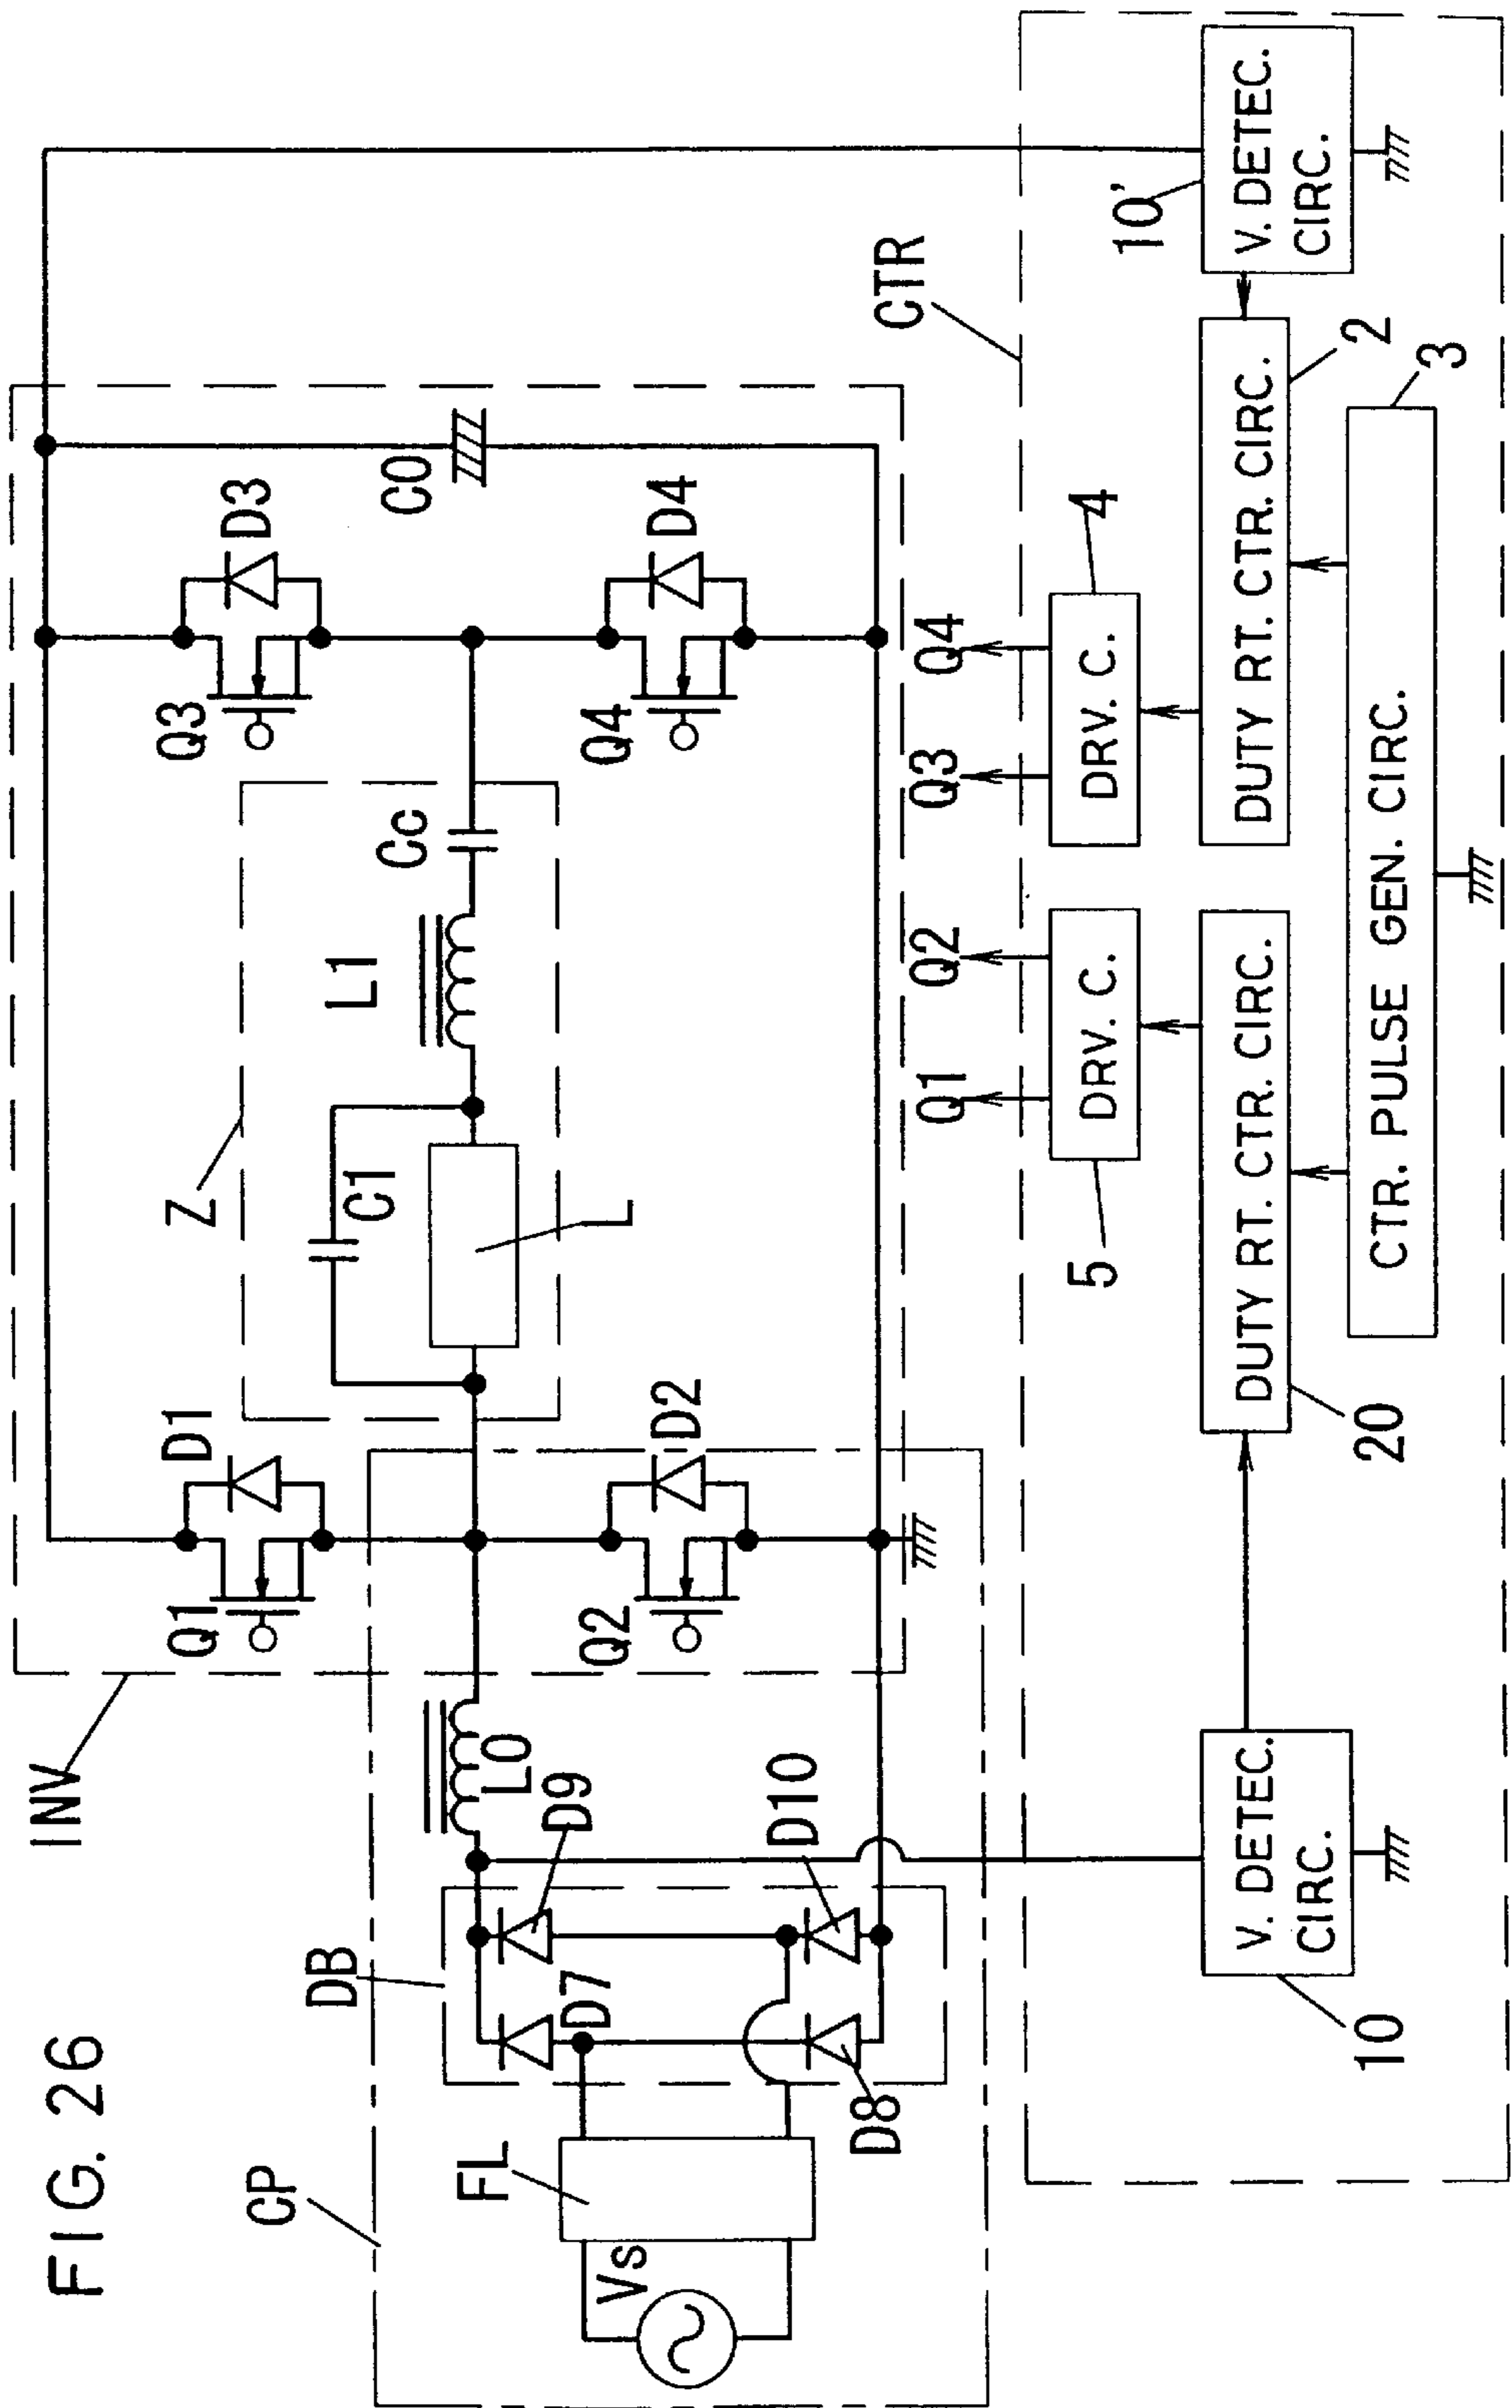 FIG. 26
INV
CP
Vs
FL
DB
D7
D8
D9
D10
L0
Q1
D1
Q2
D2
Z
C1
L
L1
Cc
Q3
D3
Q4
D4
C0
CTR
Q1
Q2
Q3
Q4
5
DRV. C.
4
DRV. C.
10
V. DETEC.
CIRC.
20
DUTY RT. CTR. CIRC.
2
DUTY RT. CTR. CIRC.
10'
V. DETEC.
CIRC.
3
CTR. PULSE GEN. CIRC.